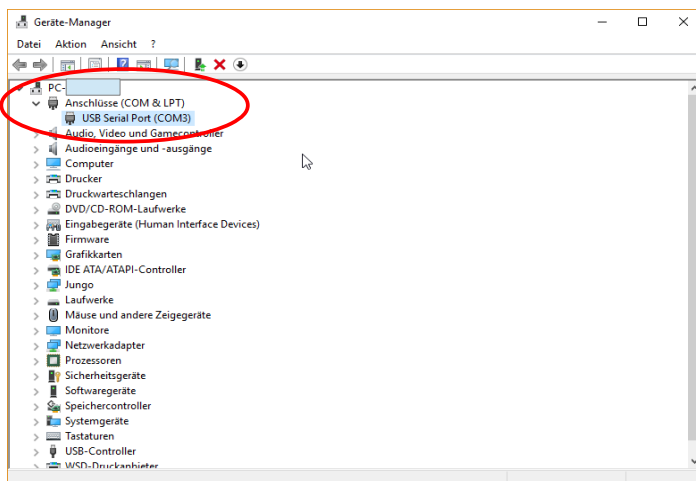 Geräte-Manager
Datei Aktion Ansicht ?
PC-
Anschlüsse (COM & LPT)
USB Serial Port (COM3)
Audio, Video und Gamecontroller
Audioeingänge und -ausgänge
Computer
Drucker
Druckwarteschlangen
DVD/CD-ROM-Laufwerke
Eingabegeräte (Human Interface Devices)
Firmware
Grafikkarten
IDE ATA/ATAPI-Controller
Jungo
Laufwerke
Mäuse und andere Zeigegeräte
Monitore
Netzwerkadapter
Prozessoren
Sicherheitsgeräte
Softwaregeräte
Speichercontroller
Systemgeräte
Tastaturen
USB-Controller
WSD-Druckanbieter